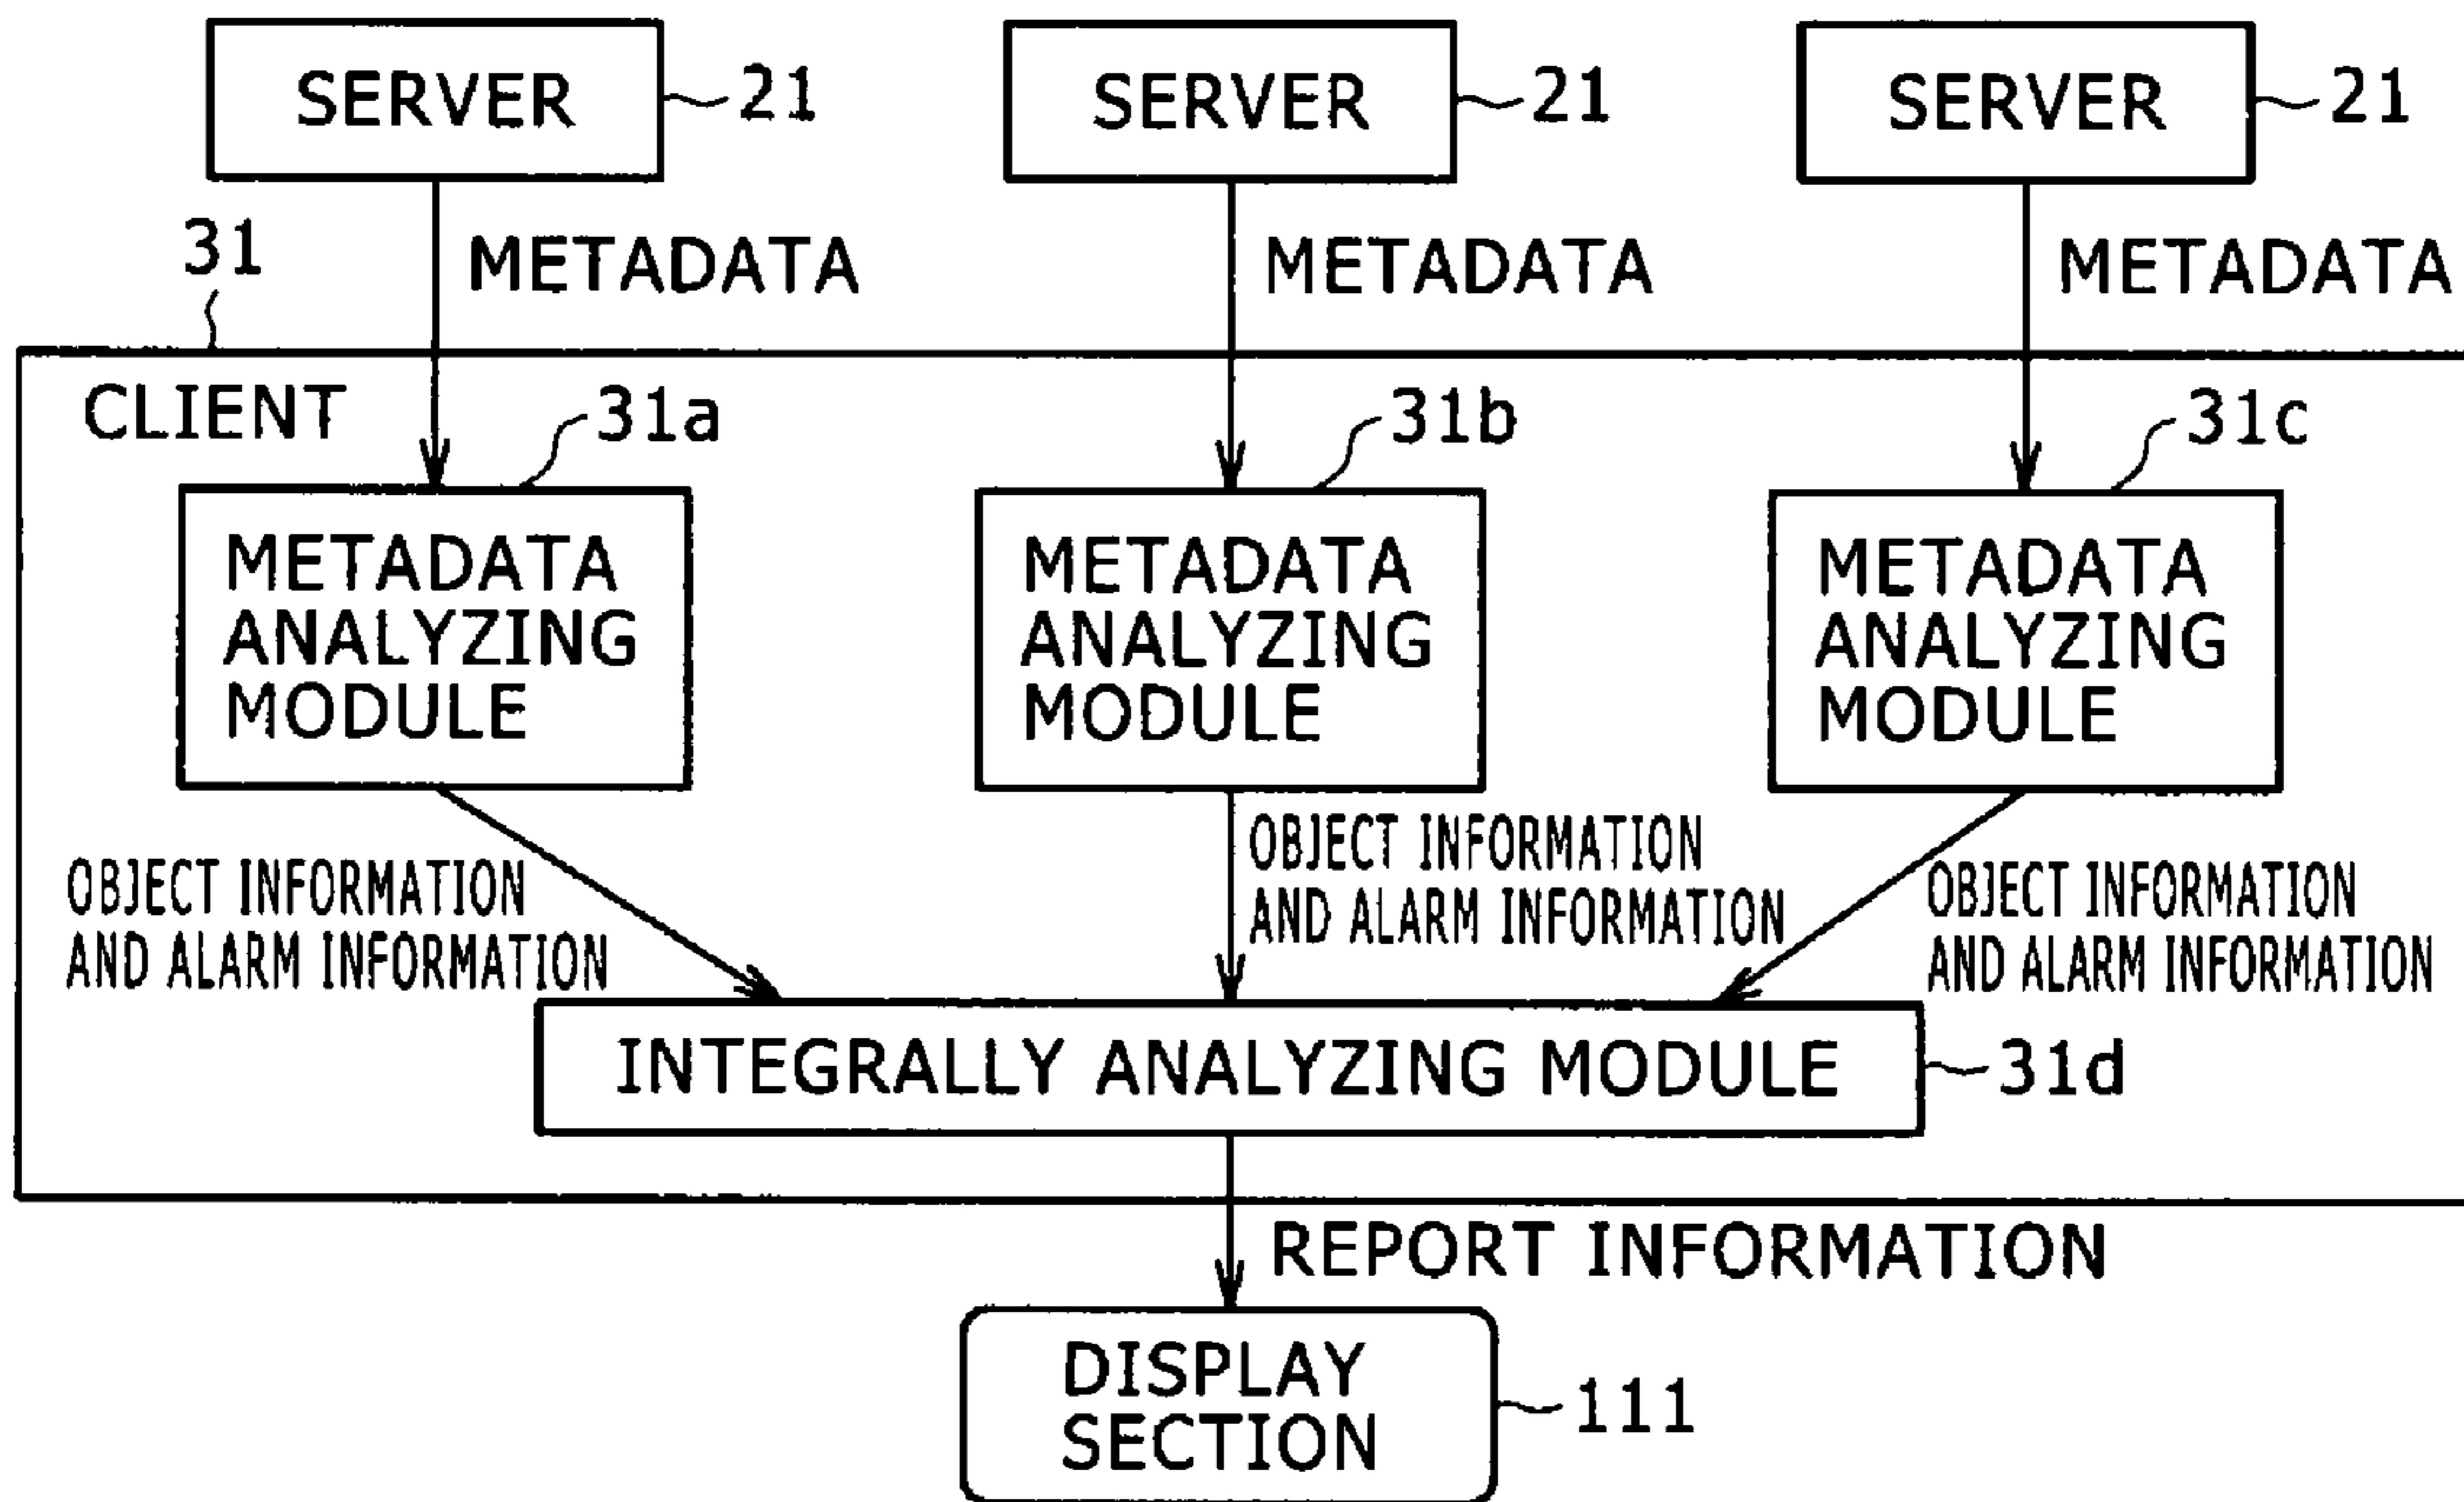 SERVER 21 SERVER 21 SERVER 21
31
METADATA METADATA METADATA
CLIENT 31a 31b 31c
METADATA
ANALYZING
MODULE
METADATA
ANALYZING
MODULE
METADATA
ANALYZING
MODULE
OBJECT INFORMATION
AND ALARM INFORMATION
OBJECT INFORMATION
AND ALARM INFORMATION
OBJECT INFORMATION
AND ALARM INFORMATION
INTEGRALLY ANALYZING MODULE 31d
REPORT INFORMATION
DISPLAY
SECTION
111